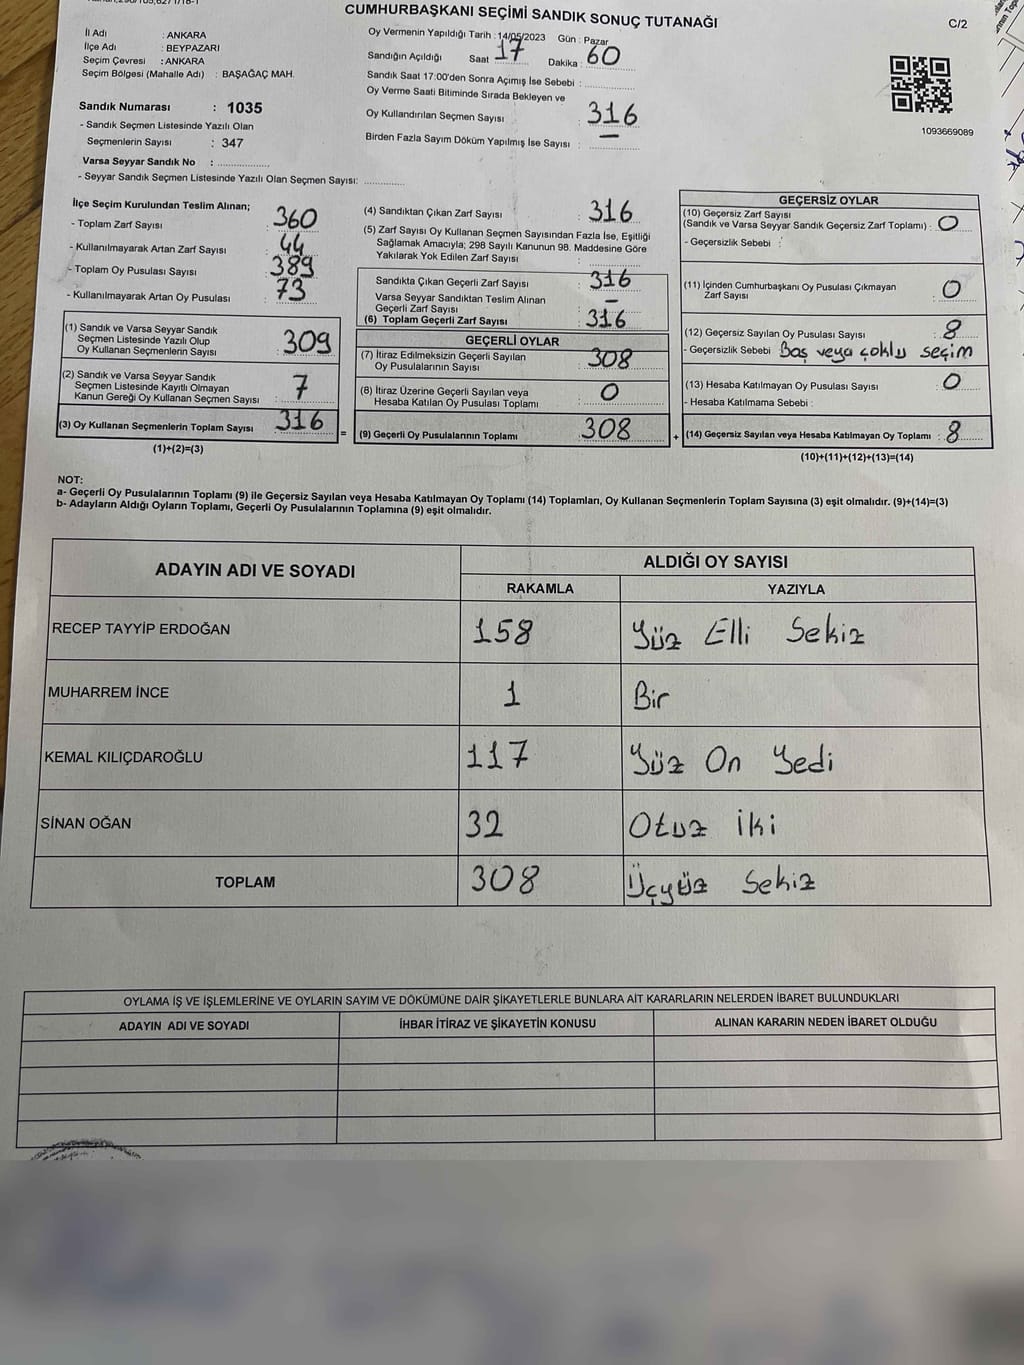 CUMHURBAŞKANI SEÇİMİ SANDIK SONUÇ TUTANAĞI
C/2
İl Adı : ANKARA
İlçe Adı : BEYPAZARI
Seçim Çevresi : ANKARA
Seçim Bölgesi (Mahalle Adı) : BAŞAĞAÇ MAH.
Oy Vermenin Yapıldığı Tarih : 14/05/2023 Gün : Pazar
Sandığın Açıldığı Saat 17 Dakika : 60
Sandık Saat 17:00'den Sonra Açımış İse Sebebi :
Oy Verme Saati Bitiminde Sırada Bekleyen ve
Oy Kullandırılan Seçmen Sayısı : 316
Birden Fazla Sayım Döküm Yapılmış İse Sayısı : —
1093669089
Sandık Numarası : 1035
- Sandık Seçmen Listesinde Yazılı Olan
Seçmenlerin Sayısı : 347
Varsa Seyyar Sandık No :
- Seyyar Sandık Seçmen Listesinde Yazılı Olan Seçmen Sayısı:
İlçe Seçim Kurulundan Teslim Alınan;
- Toplam Zarf Sayısı : 360
- Kullanılmayarak Artan Zarf Sayısı : 44
- Toplam Oy Pusulası Sayısı : 389
- Kullanılmayarak Artan Oy Pusulası : 73
(1) Sandık ve Varsa Seyyar Sandık
Seçmen Listesinde Yazılı Olup
Oy Kullanan Seçmenlerin Sayısı : 309
(2) Sandık ve Varsa Seyyar Sandık
Seçmen Listesinde Kayıtlı Olmayan
Kanun Gereği Oy Kullanan Seçmen Sayısı : 7
(3) Oy Kullanan Seçmenlerin Toplam Sayısı : 316
(1)+(2)=(3)
(4) Sandıktan Çıkan Zarf Sayısı : 316
(5) Zarf Sayısı Oy Kullanan Seçmen Sayısından Fazla İse, Eşitliği
Sağlamak Amacıyla; 298 Sayılı Kanunun 98. Maddesine Göre
Yakılarak Yok Edilen Zarf Sayısı :
Sandıkta Çıkan Geçerli Zarf Sayısı : 316
Varsa Seyyar Sandıktan Teslim Alınan
Geçerli Zarf Sayısı : —
(6) Toplam Geçerli Zarf Sayısı : 316
GEÇERLİ OYLAR
(7) İtiraz Edilmeksizin Geçerli Sayılan
Oy Pusulalarının Sayısı : 308
(8) İtiraz Üzerine Geçerli Sayılan veya
Hesaba Katılan Oy Pusulası Toplamı : 0
= (9) Geçerli Oy Pusulalarının Toplamı : 308
GEÇERSİZ OYLAR
(10) Geçersiz Zarf Sayısı
(Sandık ve Varsa Seyyar Sandık Geçersiz Zarf Toplamı) : 0
- Geçersizlik Sebebi :
(11) İçinden Cumhurbaşkanı Oy Pusulası Çıkmayan
Zarf Sayısı : 0
(12) Geçersiz Sayılan Oy Pusulası Sayısı : 8
- Geçersizlik Sebebi Boş veya çoklu seçim
(13) Hesaba Katılmayan Oy Pusulası Sayısı : 0
- Hesaba Katılmama Sebebi :
+ (14) Geçersiz Sayılan veya Hesaba Katılmayan Oy Toplamı : 8
(10)+(11)+(12)+(13)=(14)
NOT:
a- Geçerli Oy Pusulalarının Toplamı (9) ile Geçersiz Sayılan veya Hesaba Katılmayan Oy Toplamı (14) Toplamları, Oy Kullanan Seçmenlerin Toplam Sayısına (3) eşit olmalıdır. (9)+(14)=(3)
b- Adayların Aldığı Oyların Toplamı, Geçerli Oy Pusulalarının Toplamına (9) eşit olmalıdır.
ADAYIN ADI VE SOYADI
ALDIĞI OY SAYISI
RAKAMLA YAZIYLA
RECEP TAYYİP ERDOĞAN 158 Yüz Elli Sekiz
MUHARREM İNCE 1 Bir
KEMAL KILIÇDAROĞLU 117 Yüz On Yedi
SİNAN OĞAN 32 Otuz İki
TOPLAM 308 Üçyüz Sekiz
OYLAMA İŞ VE İŞLEMLERİNE VE OYLARIN SAYIM VE DÖKÜMÜNE DAİR ŞİKAYETLERLE BUNLARA AİT KARARLARIN NELERDEN İBARET BULUNDUKLARI
ADAYIN ADI VE SOYADI İHBAR İTİRAZ VE ŞİKAYETİN KONUSU ALINAN KARARIN NEDEN İBARET OLDUĞU